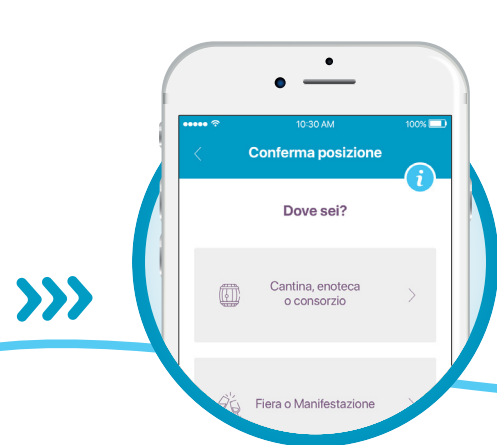 10:30 AM
100%
Conferma posizione
i
Dove sei?
Cantina, enoteca
o consorzio
Fiera o Manifestazione